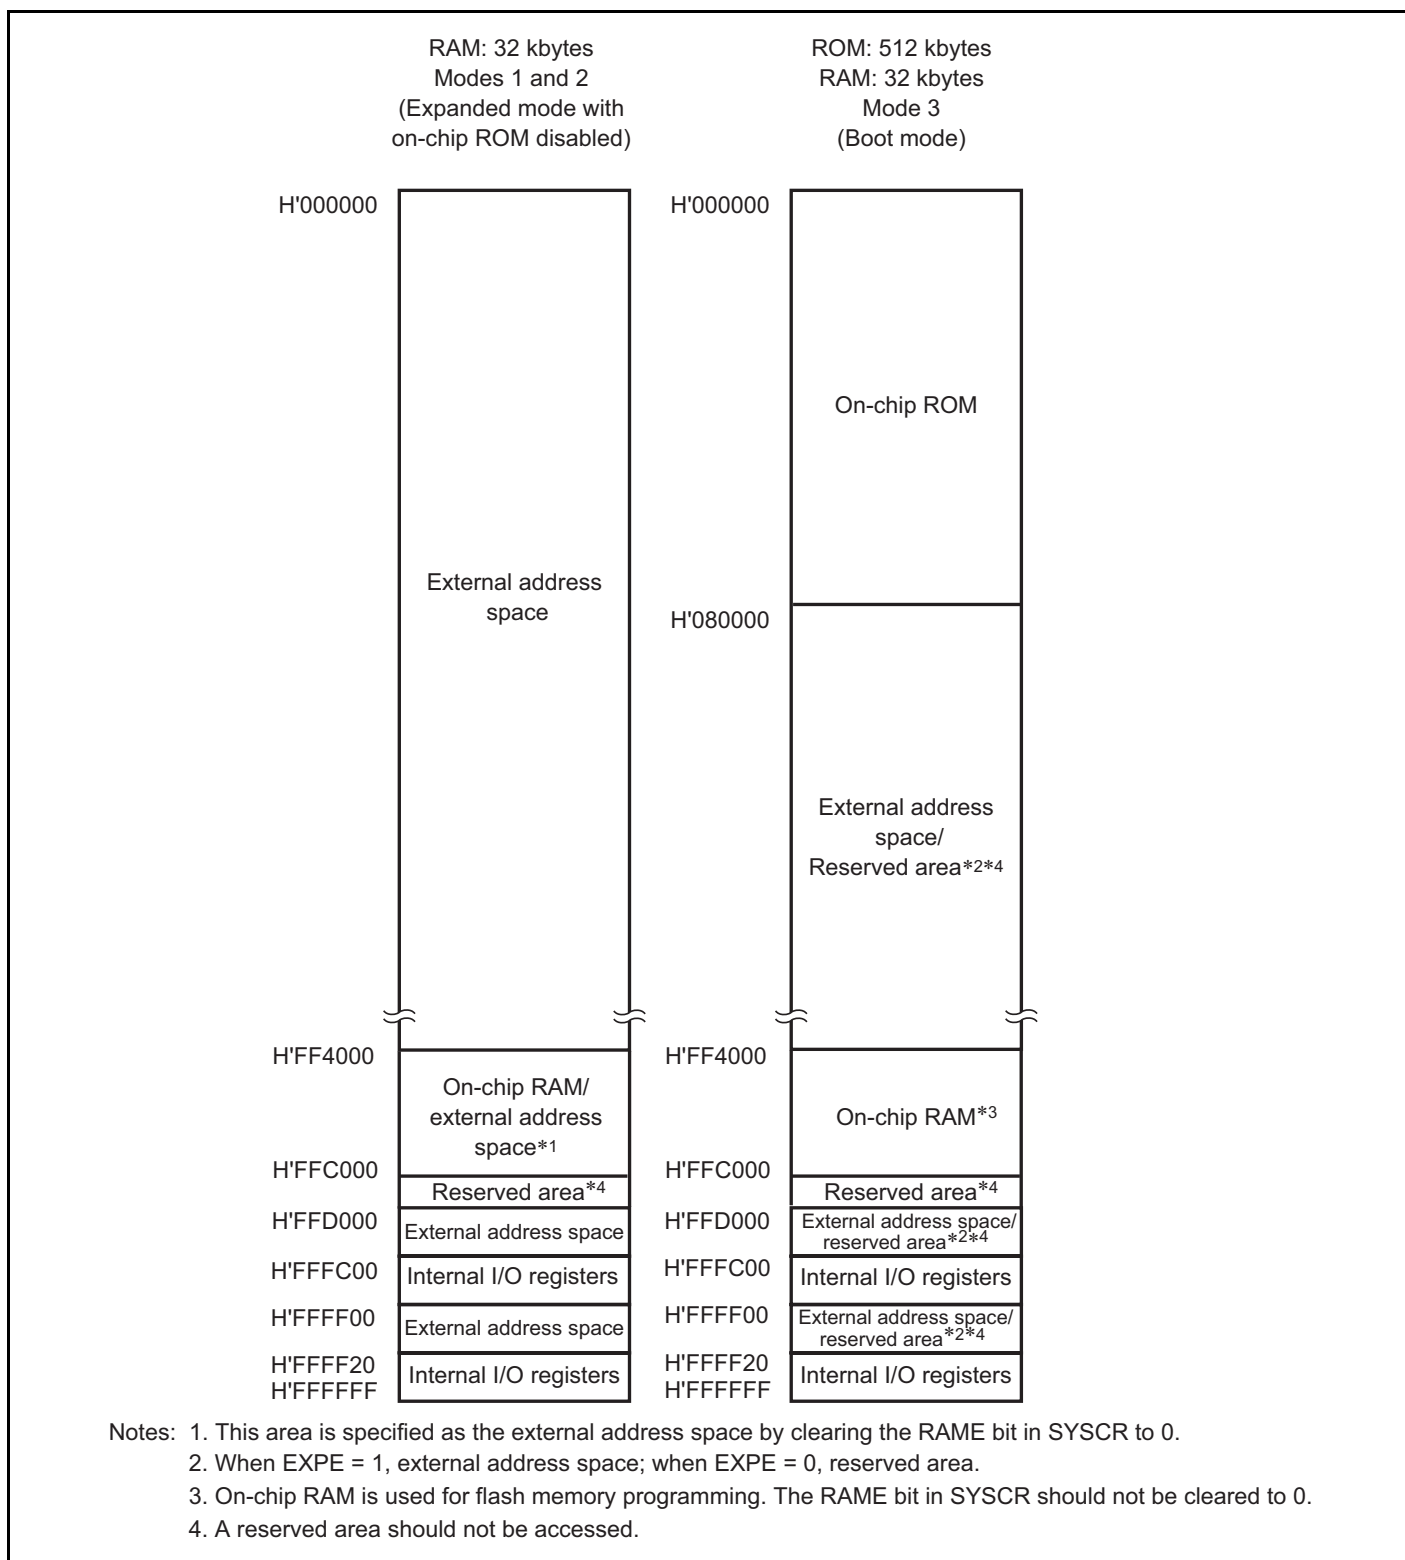 RAM: 32 kbytes
Modes 1 and 2
(Expanded mode with
on-chip ROM disabled)
ROM: 512 kbytes
RAM: 32 kbytes
Mode 3
(Boot mode)
H'000000
External address
space
H'FF4000
On-chip RAM/
external address
space*1
H'FFC000
Reserved area*4
H'FFD000
External address space
H'FFFC00
Internal I/O registers
H'FFFF00
External address space
H'FFFF20
Internal I/O registers
H'FFFFFF
H'000000
On-chip ROM
H'080000
External address
space/
Reserved area*2*4
H'FF4000
On-chip RAM*3
H'FFC000
Reserved area*4
H'FFD000
External address space/
reserved area*2*4
H'FFFC00
Internal I/O registers
H'FFFF00
External address space/
reserved area*2*4
H'FFFF20
Internal I/O registers
H'FFFFFF
Notes: 1. This area is specified as the external address space by clearing the RAME bit in SYSCR to 0.
2. When EXPE = 1, external address space; when EXPE = 0, reserved area.
3. On-chip RAM is used for flash memory programming. The RAME bit in SYSCR should not be cleared to 0.
4. A reserved area should not be accessed.